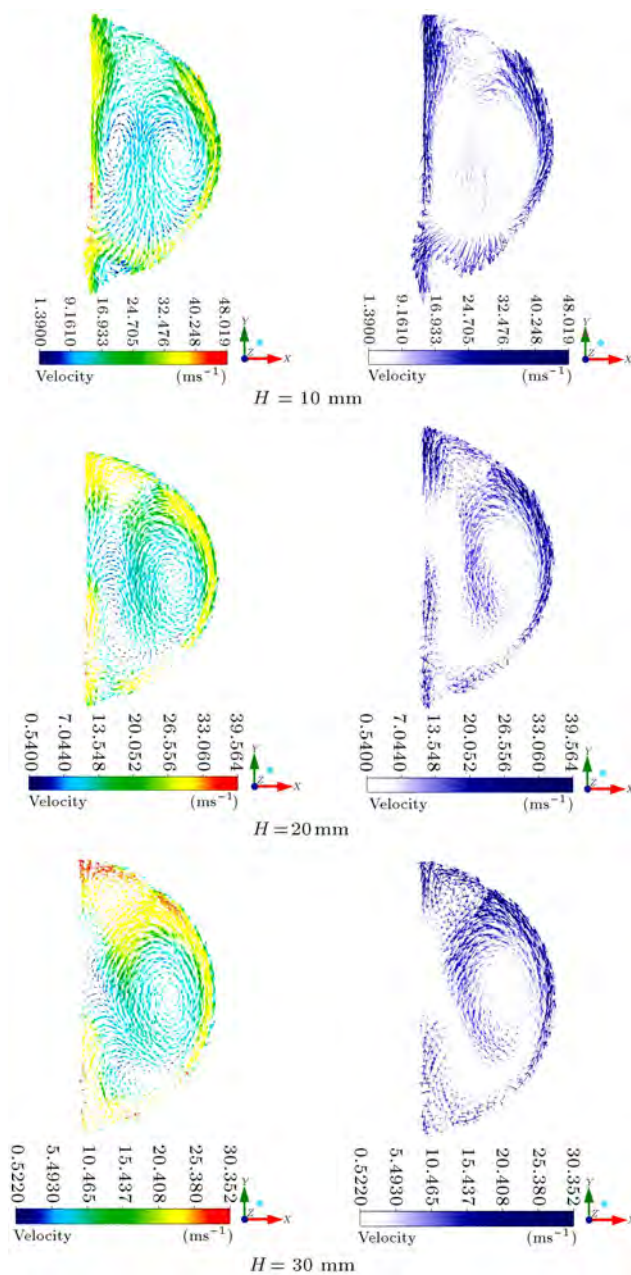 1.3900 9.1610 16.933 24.705 32.476 40.248 48.019
Velocity (ms⁻¹)
Y
Z
X
1.3900 9.1610 16.933 24.705 32.476 40.248 48.019
Velocity (ms⁻¹)
Y
Z
X
H = 10 mm
0.5400 7.0440 13.548 20.052 26.556 33.060 39.564
Velocity (ms⁻¹)
Y
Z
X
0.5400 7.0440 13.548 20.052 26.556 33.060 39.564
Velocity (ms⁻¹)
Y
Z
X
H = 20 mm
0.5220 5.4930 10.465 15.437 20.408 25.380 30.352
Velocity (ms⁻¹)
Y
Z
X
0.5220 5.4930 10.465 15.437 20.408 25.380 30.352
Velocity (ms⁻¹)
Y
Z
X
H = 30 mm